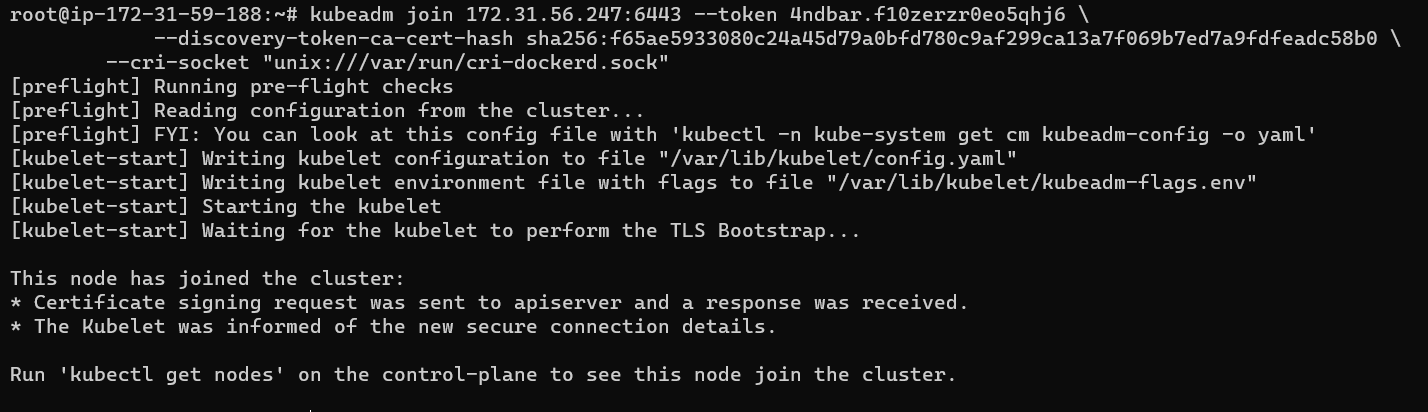 root@ip-172-31-59-188:~# kubeadm join 172.31.56.247:6443 --token 4ndbar.f10zerzr0eo5qhj6 \
            --discovery-token-ca-cert-hash sha256:f65ae5933080c24a45d79a0bfd780c9af299ca13a7f069b7ed7a9fdfeadc58b0 \
        --cri-socket "unix:///var/run/cri-dockerd.sock"
[preflight] Running pre-flight checks
[preflight] Reading configuration from the cluster...
[preflight] FYI: You can look at this config file with 'kubectl -n kube-system get cm kubeadm-config -o yaml'
[kubelet-start] Writing kubelet configuration to file "/var/lib/kubelet/config.yaml"
[kubelet-start] Writing kubelet environment file with flags to file "/var/lib/kubelet/kubeadm-flags.env"
[kubelet-start] Starting the kubelet
[kubelet-start] Waiting for the kubelet to perform the TLS Bootstrap...

This node has joined the cluster:
* Certificate signing request was sent to apiserver and a response was received.
* The Kubelet was informed of the new secure connection details.

Run 'kubectl get nodes' on the control-plane to see this node join the cluster.